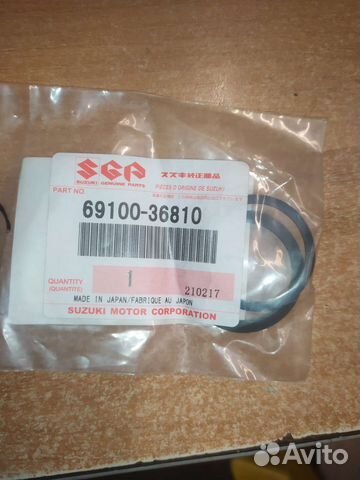 SGP
スズキ純正部品
SUZUKI GENUINE PARTS
PIÈCES D'ORIGINE DE SUZUKI
PART NO.
69100-36810
QUANTITY
(QUANTITÉ)
1
210217
MADE IN JAPAN/FABRIQUE AU JAPON
SUZUKI MOTOR CORPORATION
Avito